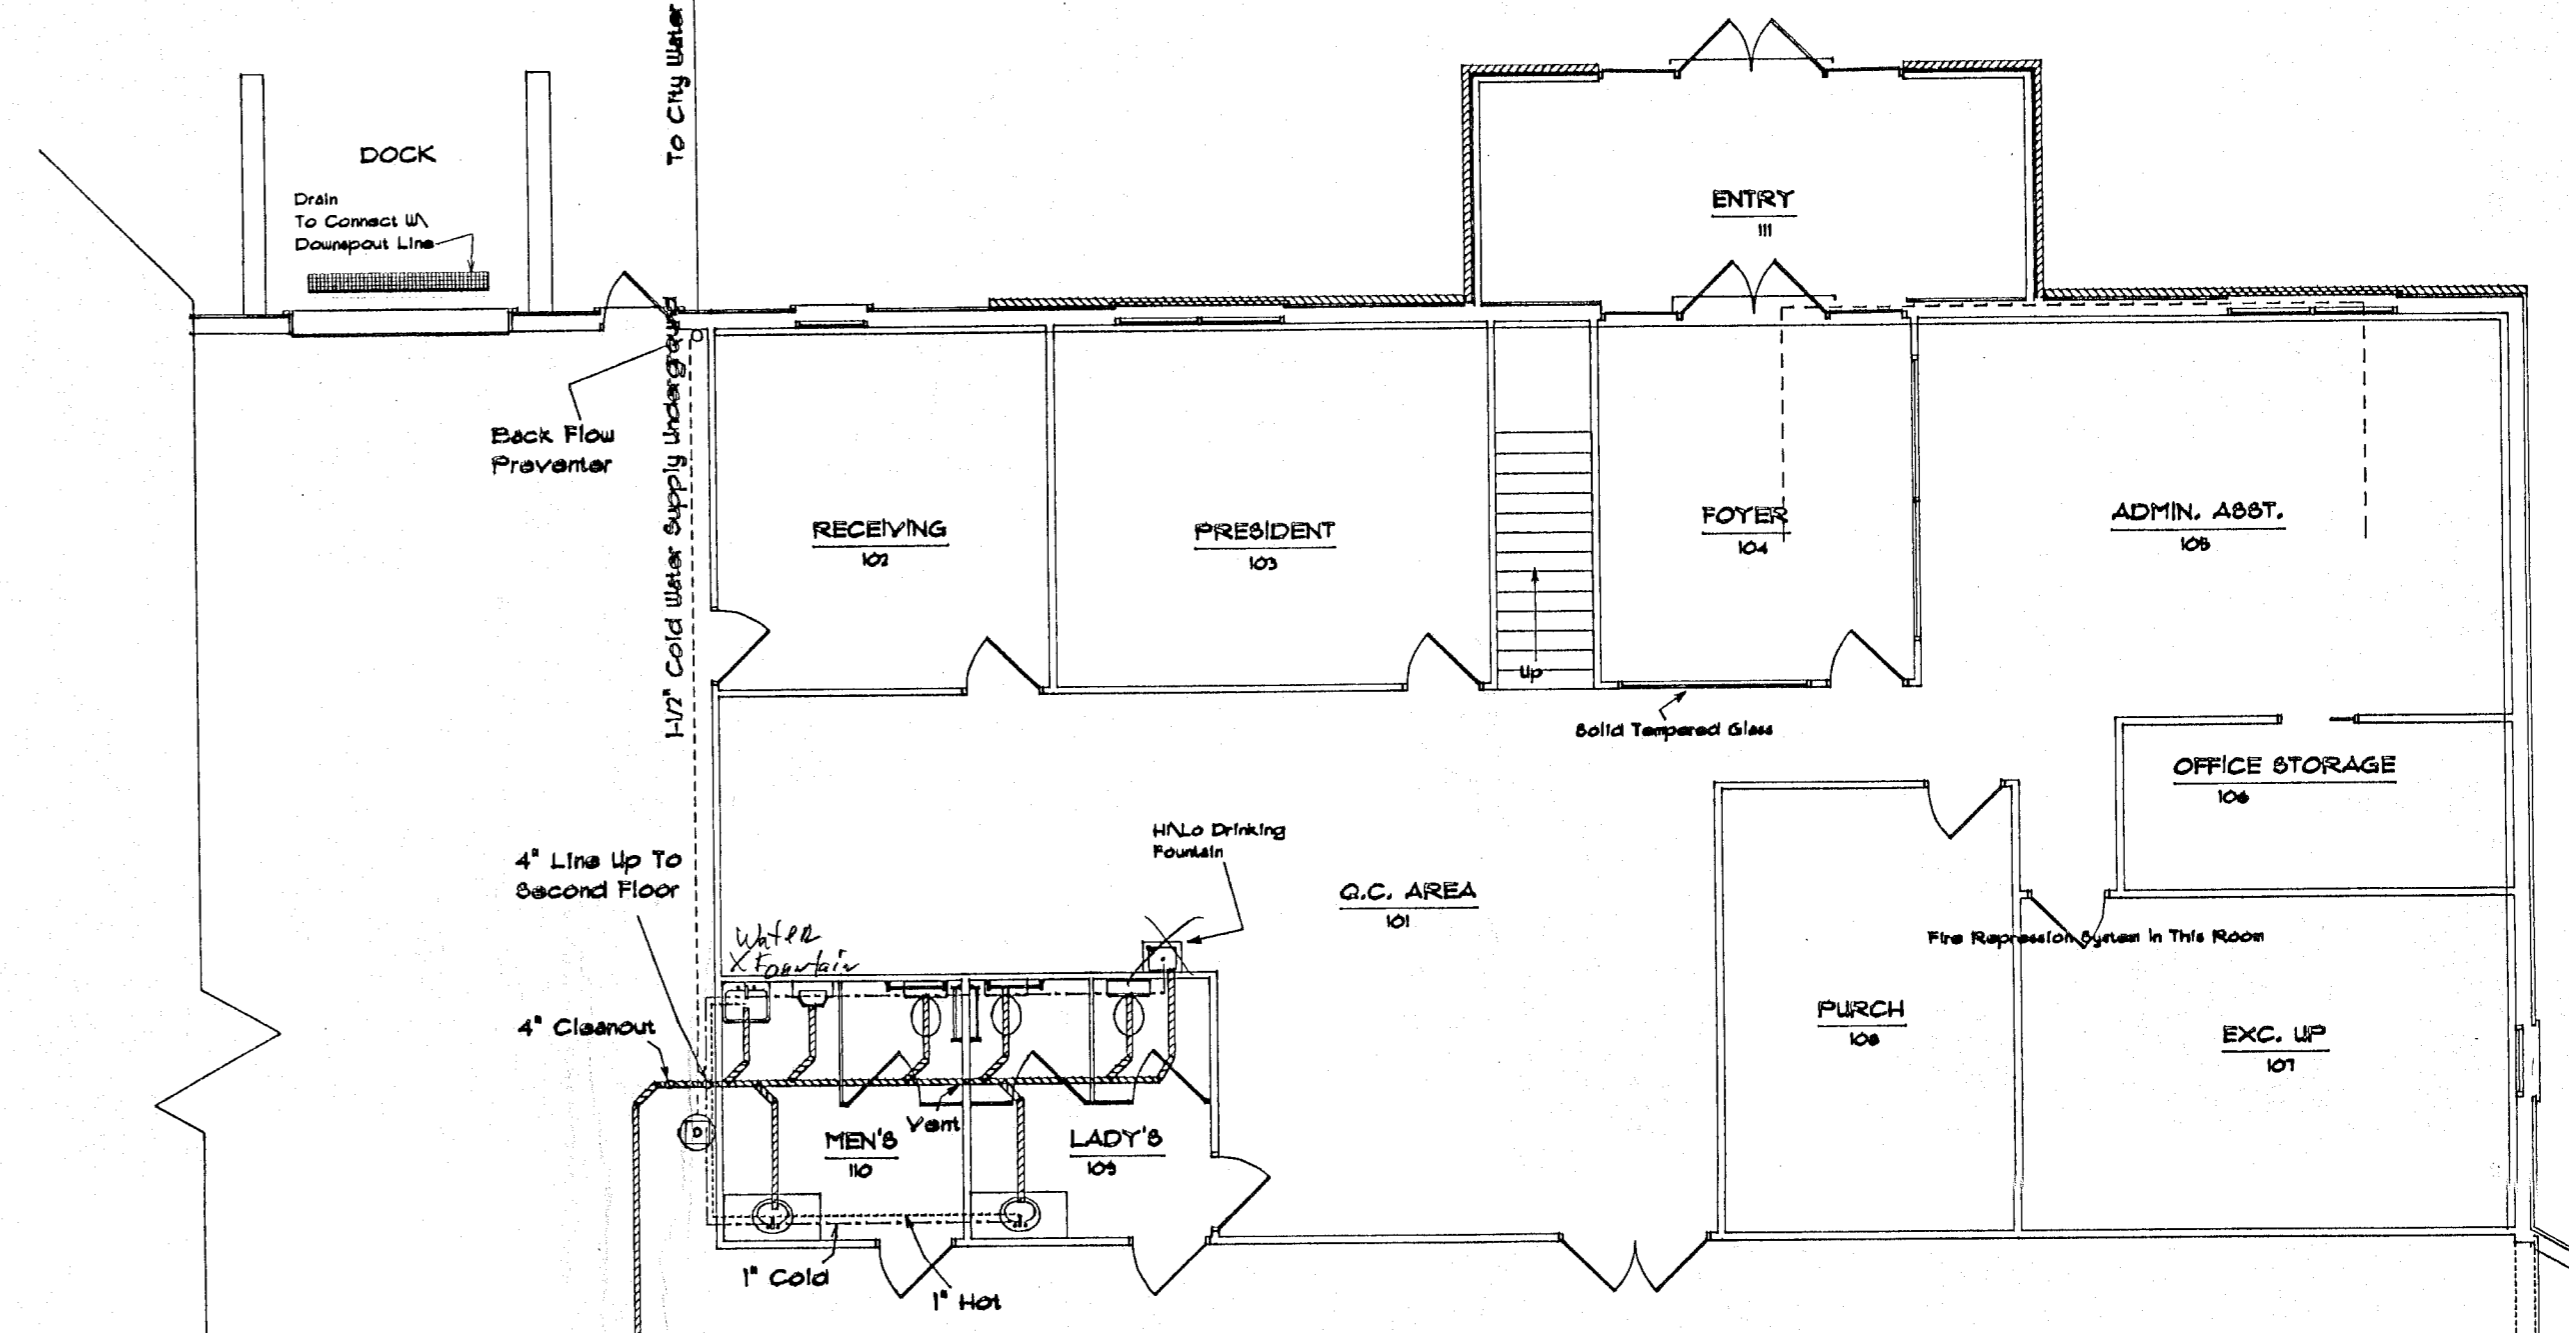 To City Water
DOCK
Drain
To Connect W\
Downspout Line
ENTRY
111
1-1/2" Cold Water Supply Underground
Back Flow
Preventer
RECEIVING
102
PRESIDENT
103
Up
FOYER
104
ADMIN. ASST.
105
Solid Tempered Glass
OFFICE STORAGE
106
H\Lo Drinking
Fountain
4" Line Up To
Second Floor
Q.C. AREA
101
Water
X Fountain
Fire Repression System in This Room
4" Cleanout
PURCH
108
EXC. UP
107
Vent
MEN'S
110
LADY'S
109
1" Cold
1" Hot